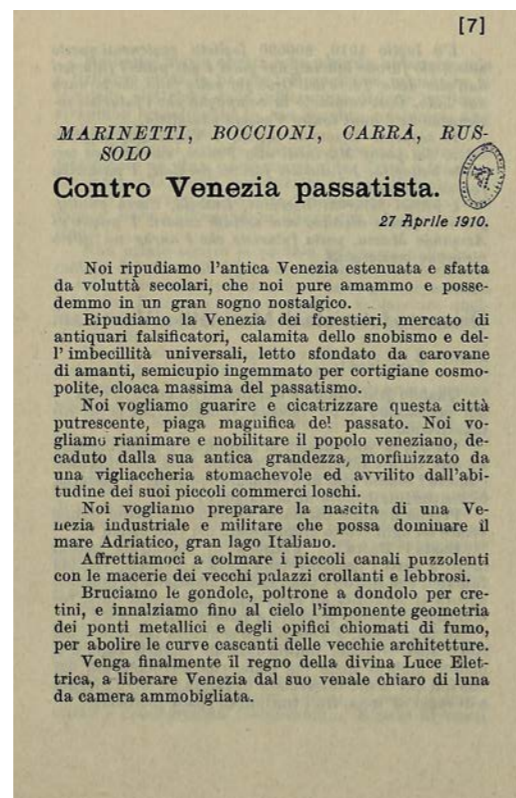 [7]
MARINETTI, BOCCIONI, CARRÀ, RUS-
SOLO
Contro Venezia passatista.
27 Aprile 1910.
Noi ripudiamo l'antica Venezia estenuata e sfatta
da voluttà secolari, che noi pure amammo e posse-
demmo in un gran sogno nostalgico.
Ripudiamo la Venezia dei forestieri, mercato di
antiquari falsificatori, calamita dello snobismo e del-
l'imbecillità universali, letto sfondato da carovane
di amanti, semicupio ingemmato per cortigiane cosmo-
polite, cloaca massima del passatismo.
Noi vogliamo guarire e cicatrizzare questa città
putrescente, piaga magnifica del passato. Noi vo-
gliamo rianimare e nobilitare il popolo veneziano, de-
caduto dalla sua antica grandezza, morfinizzato da
una vigliaccheria stomachevole ed avvilito dall'abi-
tudine dei suoi piccoli commerci loschi.
Noi vogliamo preparare la nascita di una Ve-
nezia industriale e militare che possa dominare il
mare Adriatico, gran lago Italiano.
Affrettiamoci a colmare i piccoli canali puzzolenti
con le macerie dei vecchi palazzi crollanti e lebbrosi.
Bruciamo le gondole, poltrone a dondolo per cre-
tini, e innalziamo fino al cielo l'imponente geometria
dei ponti metallici e degli opifici chiomati di fumo,
per abolire le curve cascanti delle vecchie architetture.
Venga finalmente il regno della divina Luce Elet-
trica, a liberare Venezia dal suo venale chiaro di luna
da camera ammobigliata.